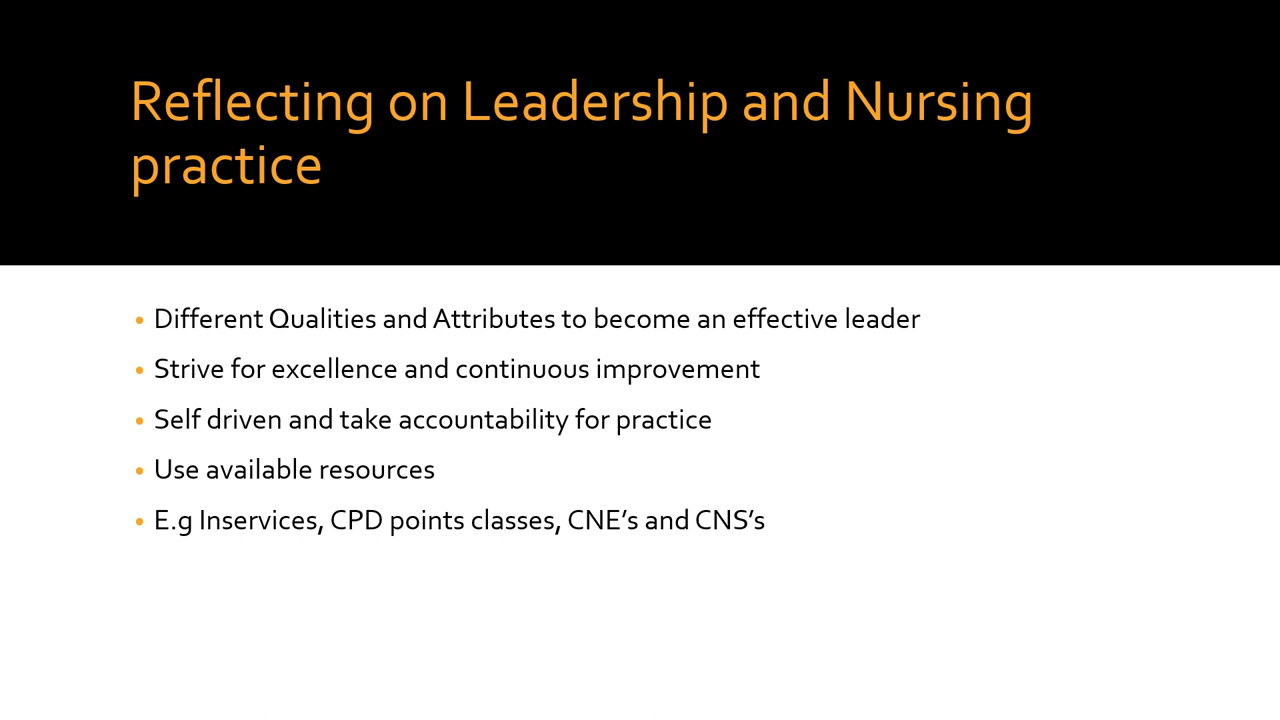 Reflecting on Leadership and Nursing
practice
• Different Qualities and Attributes to become an effective leader
• Strive for excellence and continuous improvement
• Self driven and take accountability for practice
• Use available resources
• E.g Inservices, CPD points classes, CNE’s and CNS’s